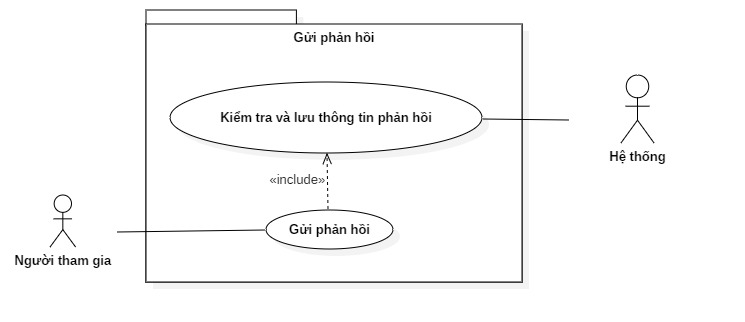 Gửi phản hồi
Kiểm tra và lưu thông tin phản hồi
Hệ thống
«include»
Gửi phản hồi
Người tham gia